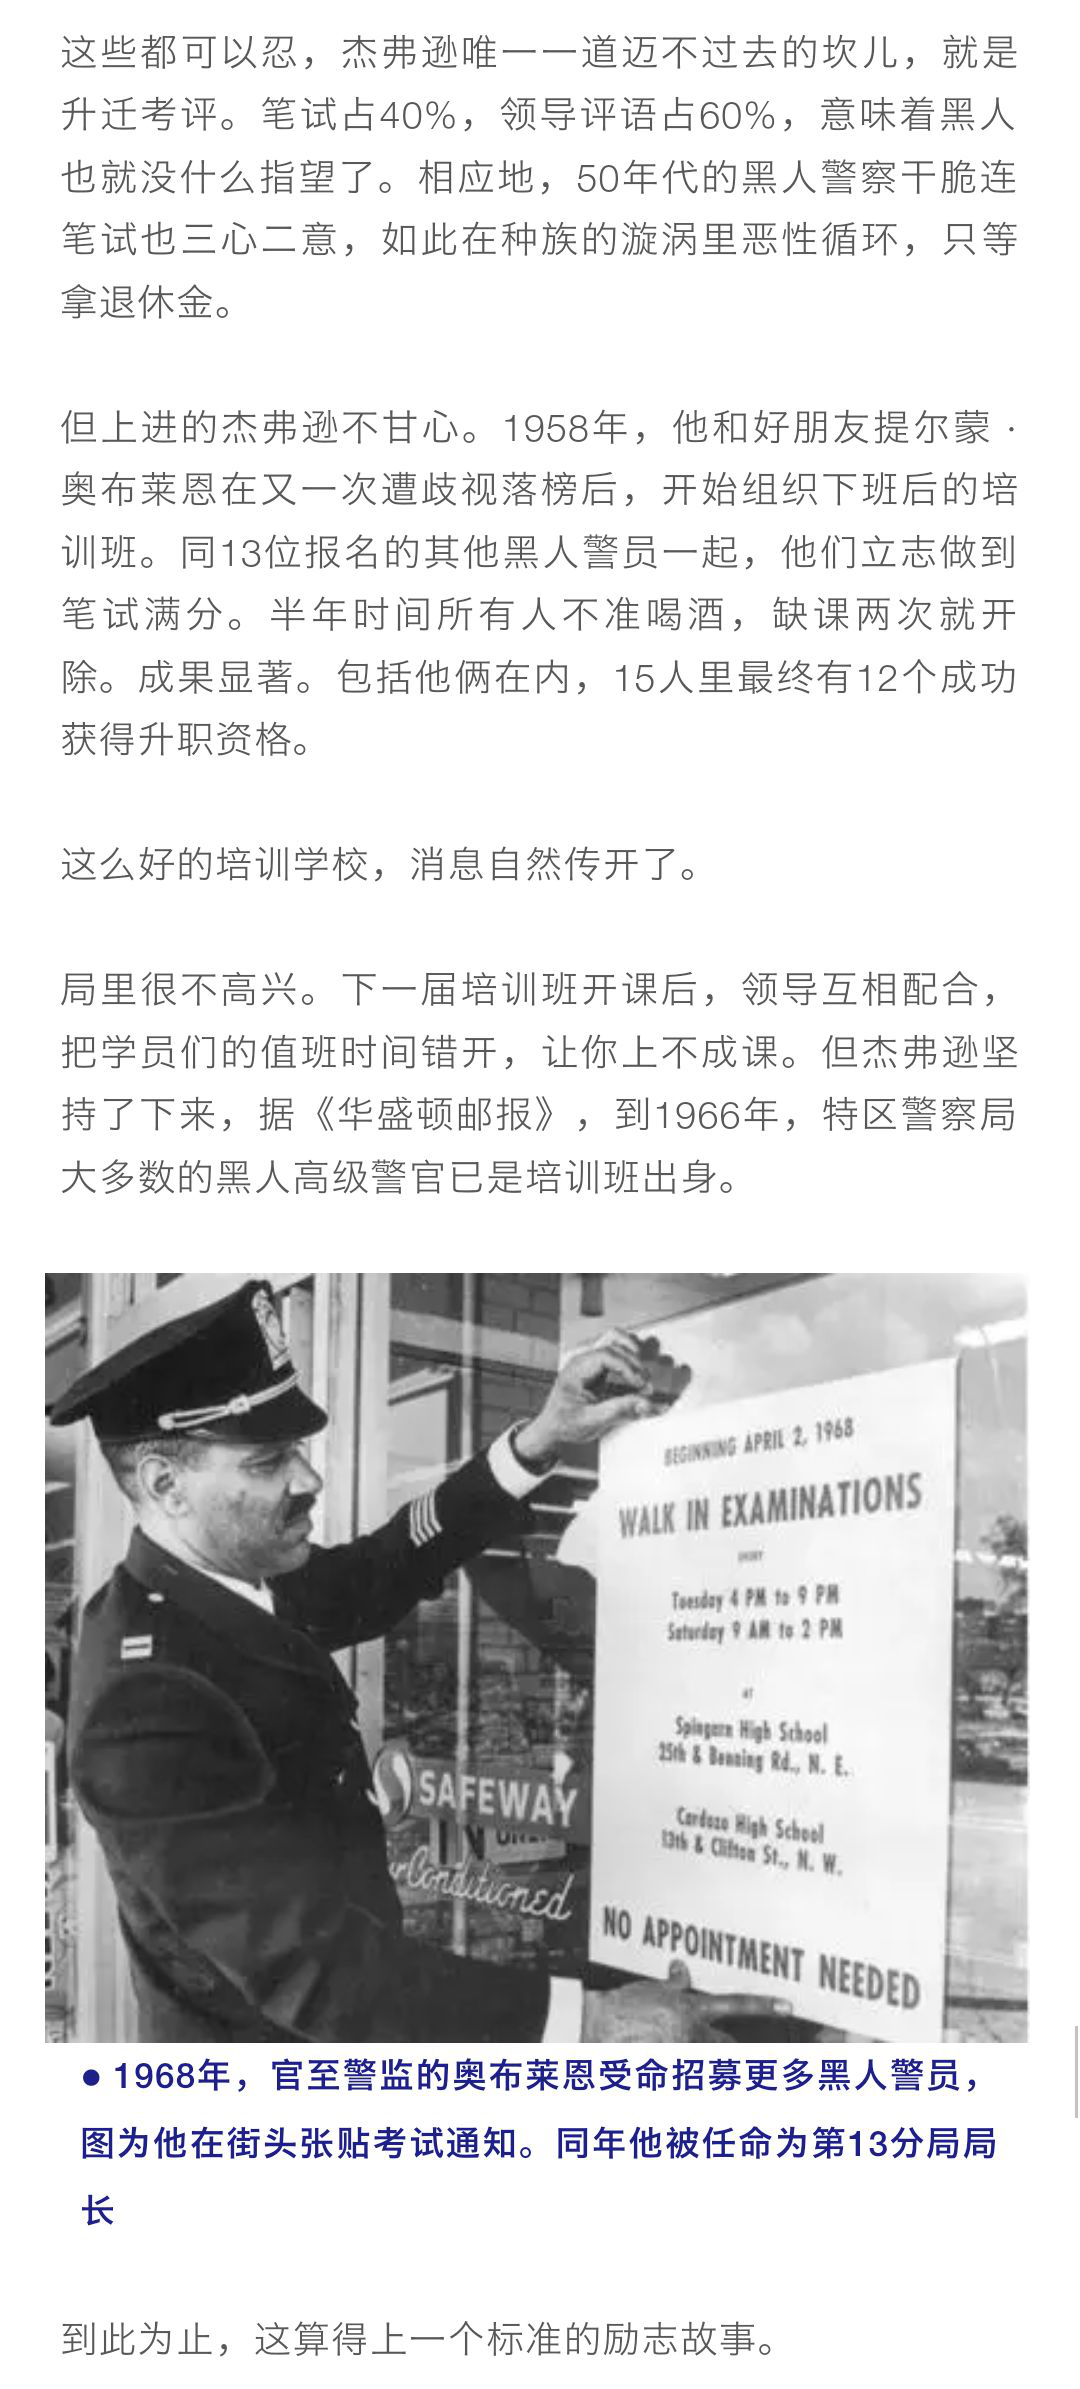 这些都可以忍，杰弗逊唯一一道迈不过去的坎儿，就是
升迁考评。笔试占40%，领导评语占60%，意味着黑人
也就没什么指望了。相应地，50年代的黑人警察干脆连
笔试也三心二意，如此在种族的漩涡里恶性循环，只等
拿退休金。
但上进的杰弗逊不甘心。1958年，他和好朋友提尔蒙·
奥布莱恩在又一次遭歧视落榜后，开始组织下班后的培
训班。同13位报名的其他黑人警员一起，他们立志做到
笔试满分。半年时间所有人不准喝酒，缺课两次就开
除。成果显著。包括他俩在内，15人里最终有12个成功
获得升职资格。
这么好的培训学校，消息自然传开了。
局里很不高兴。下一届培训班开课后，领导互相配合，
把学员们的值班时间错开，让你上不成课。但杰弗逊坚
持了下来，据《华盛顿邮报》，到1966年，特区警察局
大多数的黑人高级警官已是培训班出身。
BEGINNING APRIL 2, 1968
WALK IN EXAMINATIONS
Tuesday 4 PM to 9 PM
Saturday 9 AM to 2 PM
AT
Spingarn High School
25th & Benning Rd., N. E.
Cardozo High School
13th & Clifton St., N. W.
NO APPOINTMENT NEEDED
SAFEWAY
IN
Conditioned
● 1968年，官至警监的奥布莱恩受命招募更多黑人警员，
图为他在街头张贴考试通知。同年他被任命为第13分局局
长
到此为止，这算得上一个标准的励志故事。